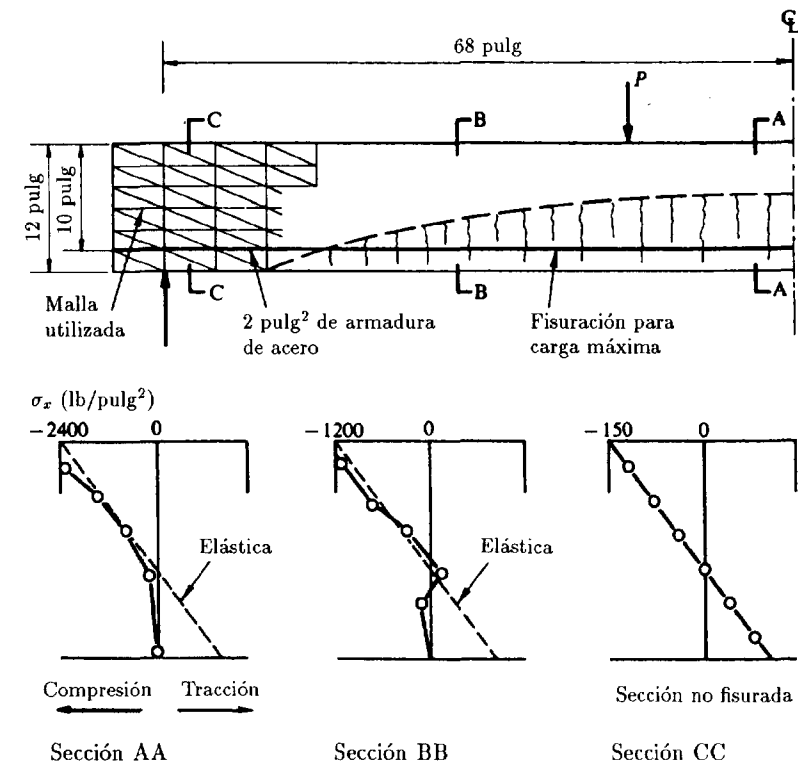 ℄
68 pulg
P
C
B
A
12 pulg
10 pulg
C
B
A
Malla
utilizada
2 pulg² de armadura
de acero
Fisuración para
carga máxima
σₓ (lb/pulg²)
−2400
0
−1200
0
−150
0
Elástica
Elástica
Compresión
Tracción
Sección no fisurada
Sección AA
Sección BB
Sección CC